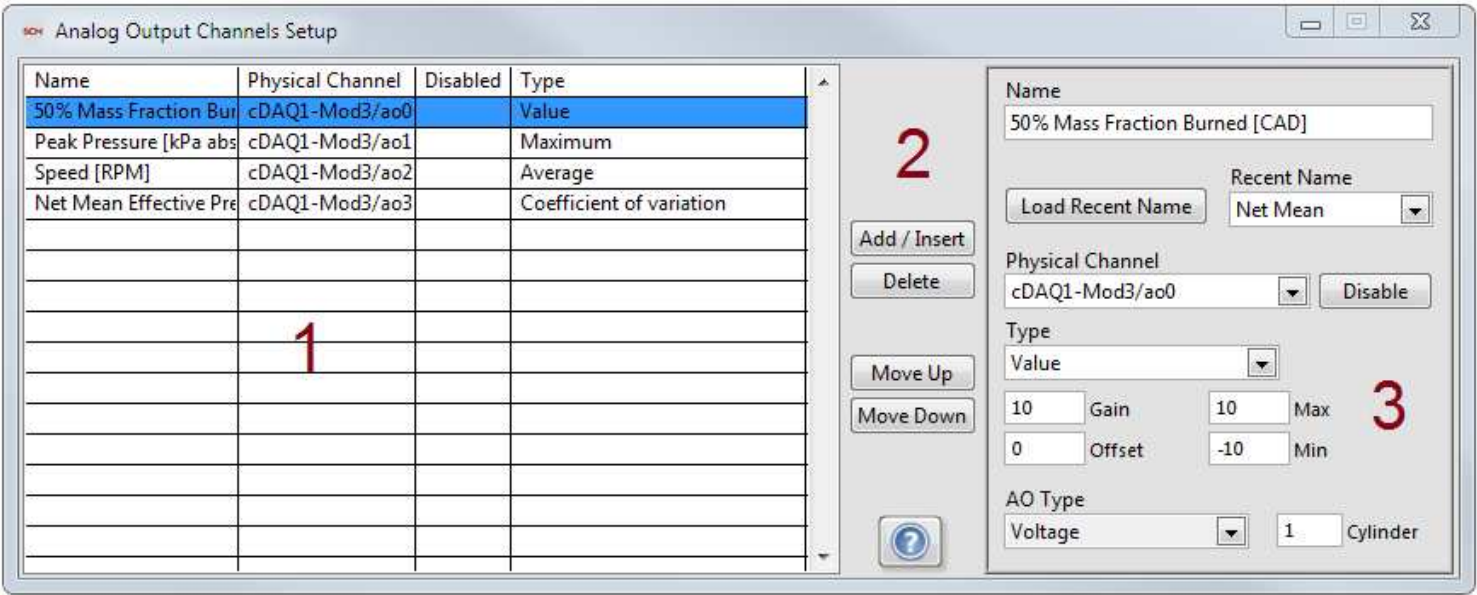 SCM Analog Output Channels Setup
Name Physical Channel Disabled Type
50% Mass Fraction Bur cDAQ1-Mod3/ao0 Value
Peak Pressure [kPa abs cDAQ1-Mod3/ao1 Maximum
Speed [RPM] cDAQ1-Mod3/ao2 Average
Net Mean Effective Pre cDAQ1-Mod3/ao3 Coefficient of variation
1
2
Add / Insert
Delete
Move Up
Move Down
?
Name
50% Mass Fraction Burned [CAD]
Recent Name
Load Recent Name Net Mean
Physical Channel
cDAQ1-Mod3/ao0 Disable
Type
Value
3
10 Gain 10 Max
0 Offset -10 Min
AO Type
Voltage 1 Cylinder